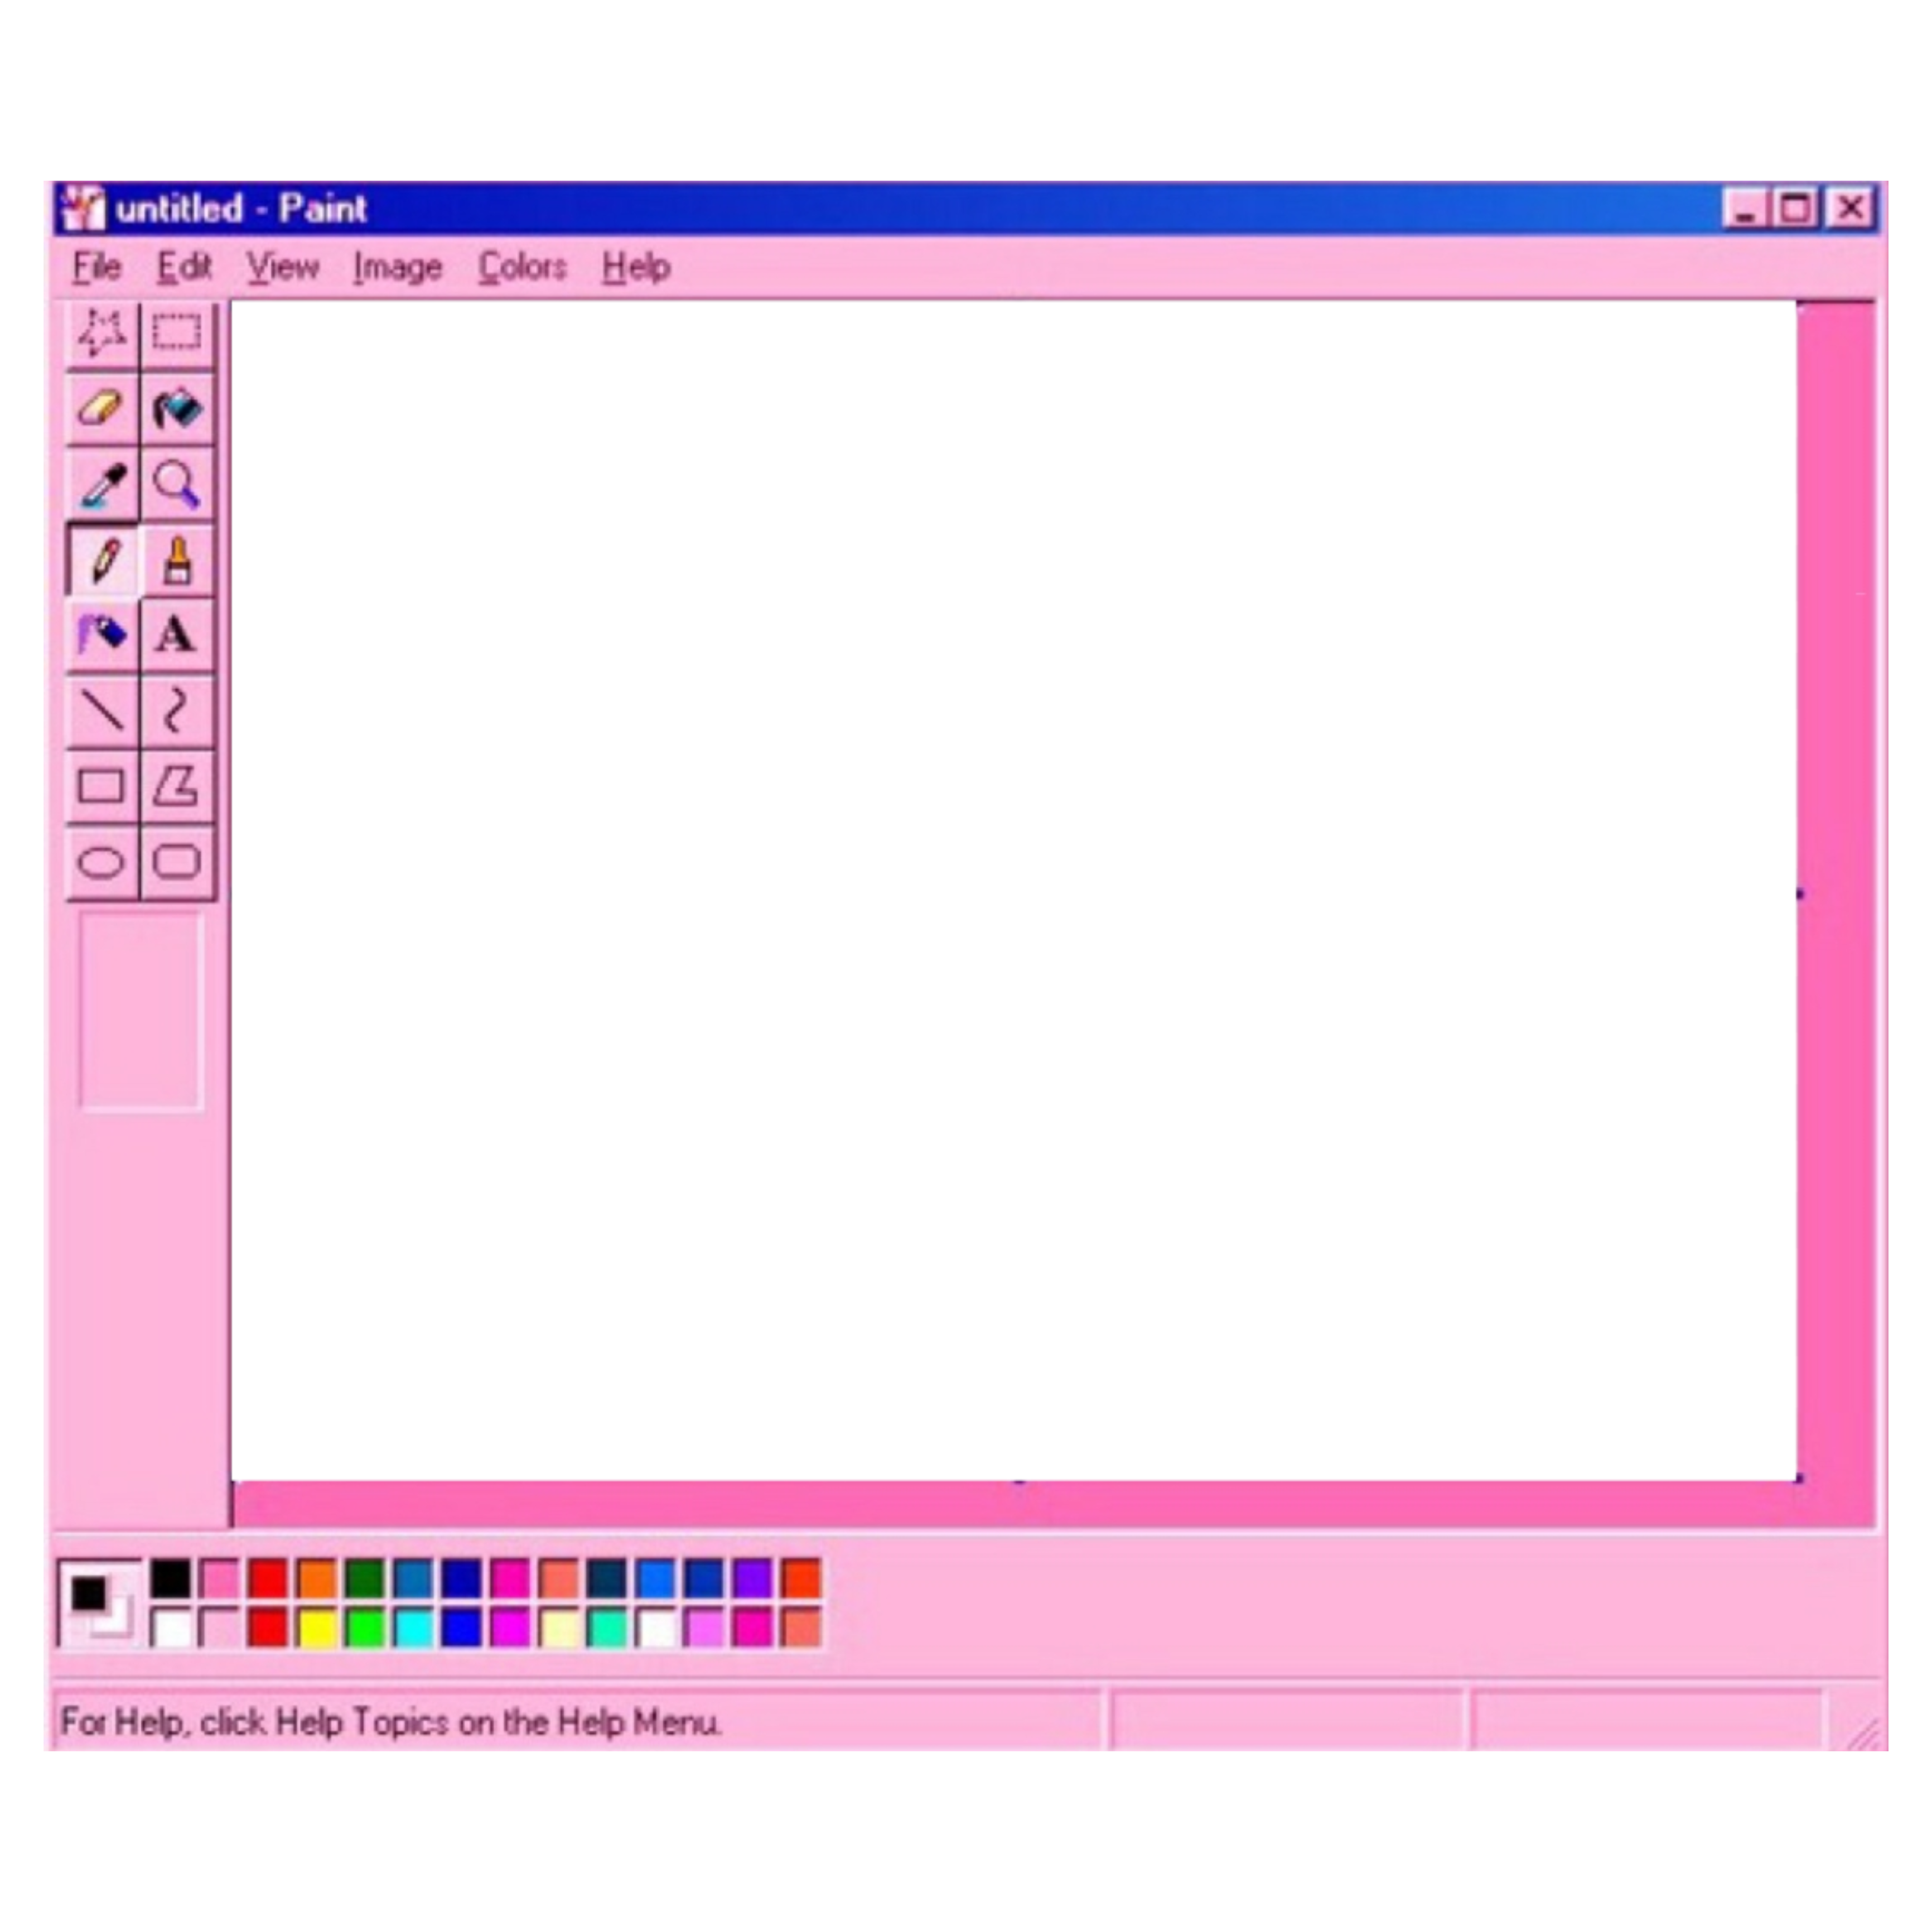 untitled - Paint
File Edit View Image Colors Help
A
For Help, click Help Topics on the Help Menu.